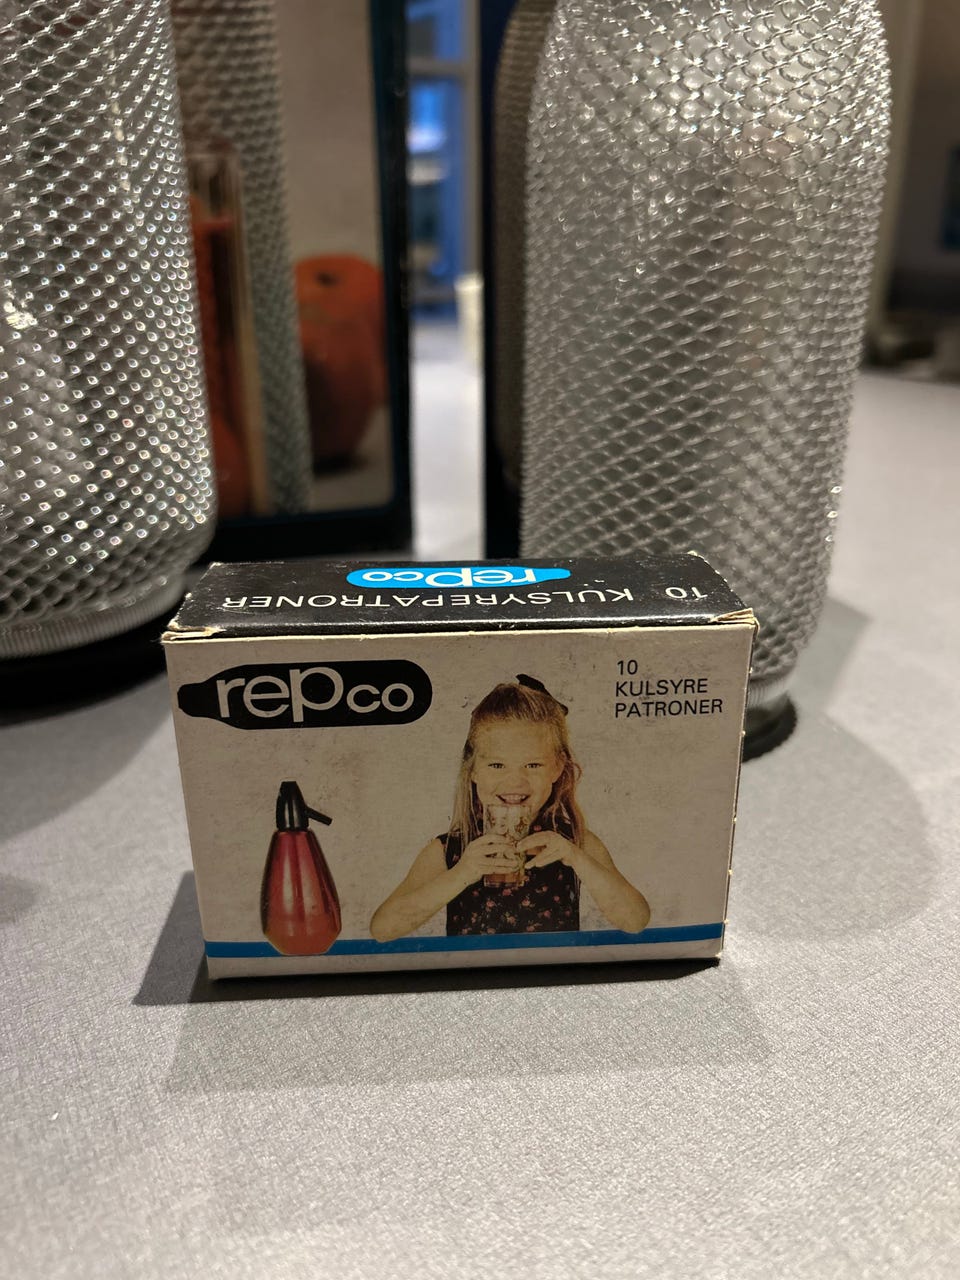 repco
10 KULSYREPATRONER
repco
10
KULSYRE
PATRONER